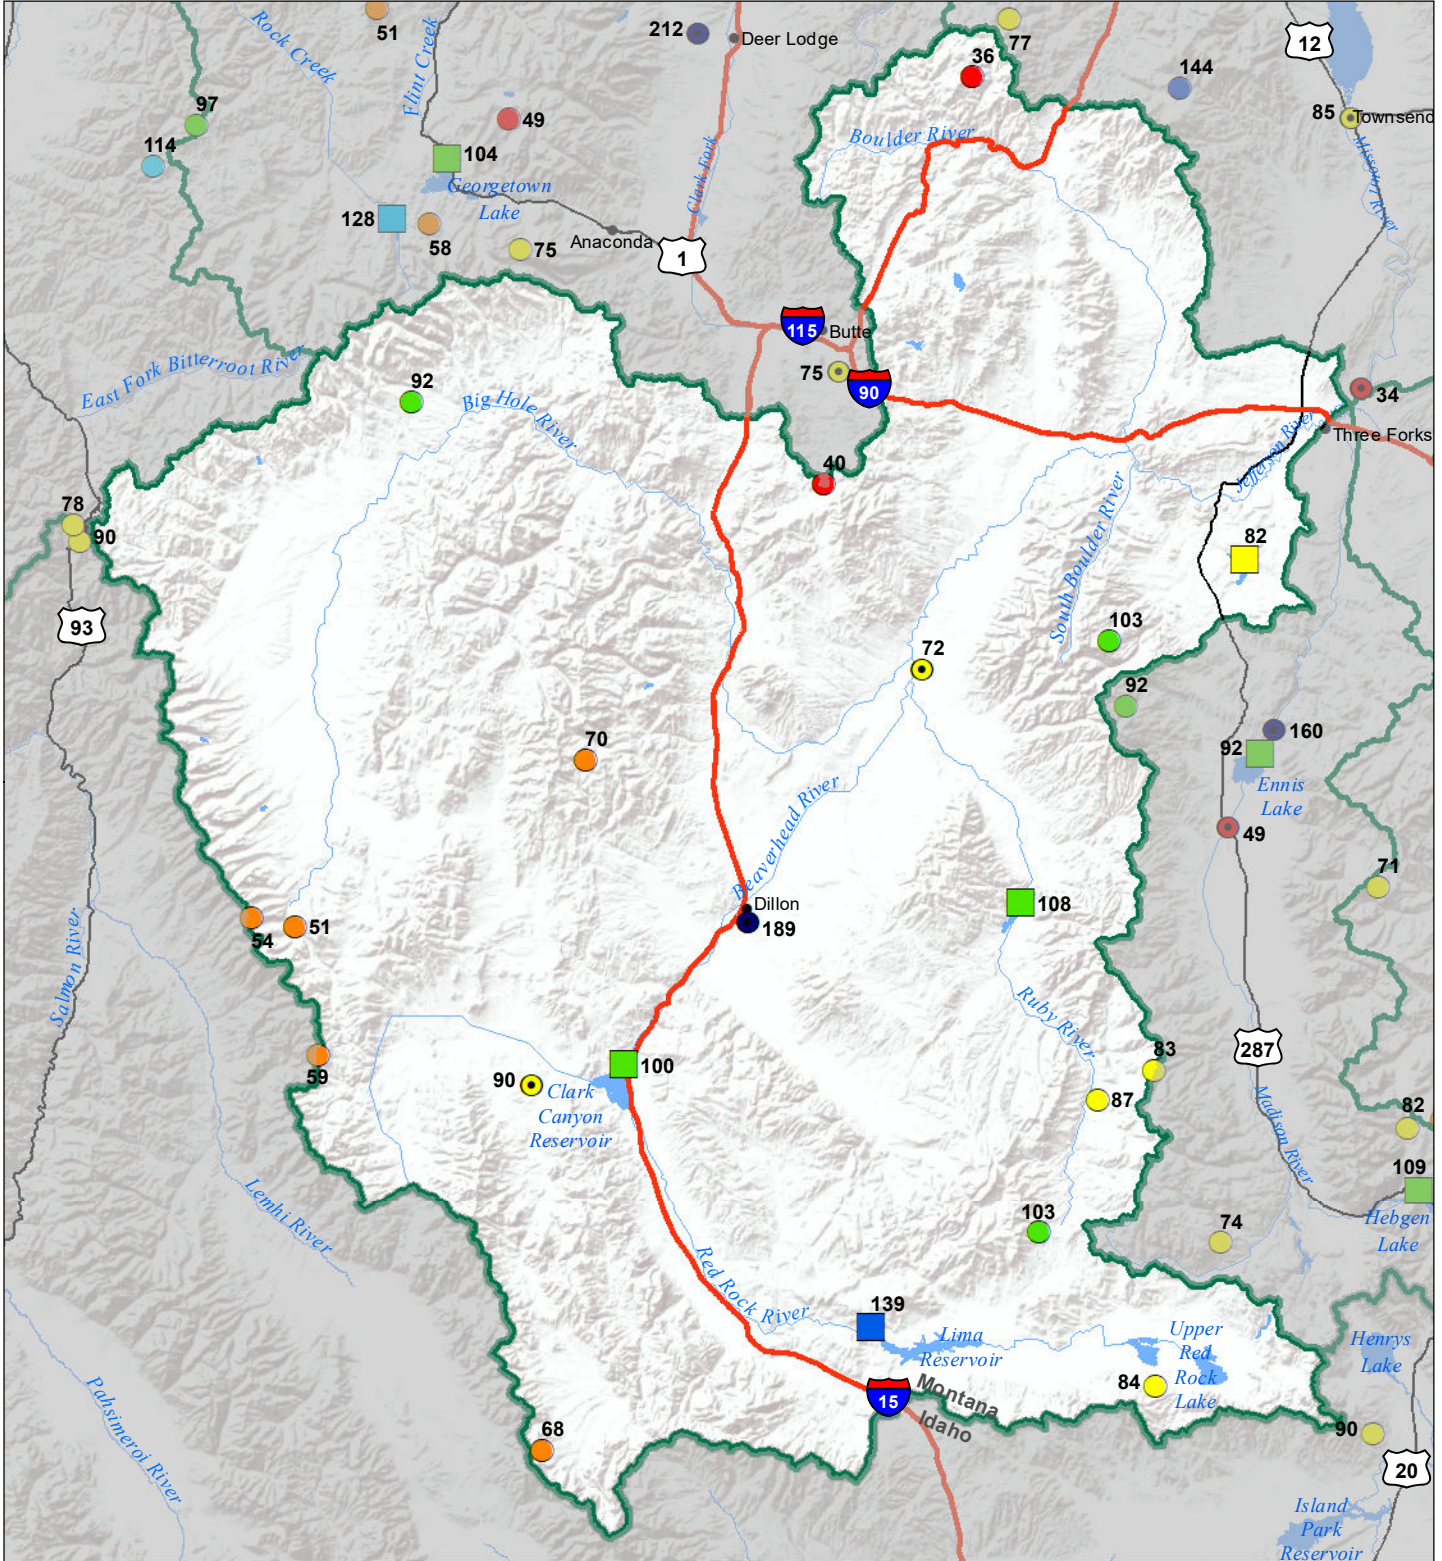 51
Rock Creek
Flint Creek
212
Deer Lodge
77
36
12
144
85
Townsend
97
49
114
104
Georgetown
Lake
128
58
75
Anaconda
Clark Fork
1
Boulder River
Missouri River
115
Butte
75
90
34
Three Forks
Jefferson River
East Fork Bitterroot River
92
Big Hole River
40
78
90
93
82
South Boulder River
103
72
92
160
92
Ennis
Lake
49
70
Beaverhead River
71
Dillon
189
108
54
51
Salmon River
Ruby River
59
100
90
Clark
Canyon
Reservoir
83
87
287
Madison River
82
109
Hebgen
Lake
Lemhi River
103
74
Red Rock River
139
Lima
Reservoir
Upper
Red
Rock
Lake
84
Henrys
Lake
15
Montana
Idaho
90
68
20
Pahsimeroi River
Island
Park
Reservoir